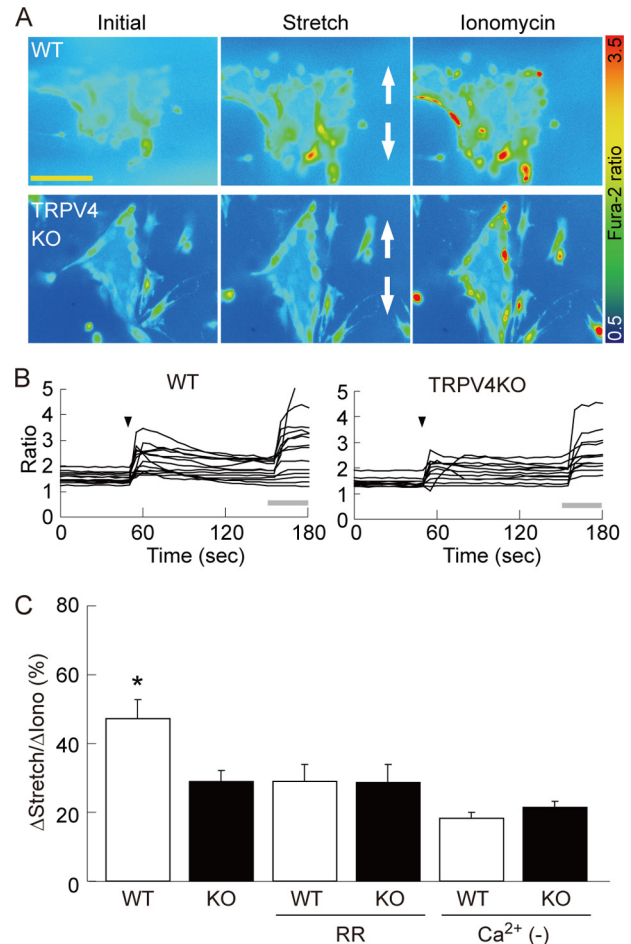 A
Initial
Stretch
Ionomycin
WT
TRPV4
KO
3.5
Fura-2 ratio
0.5
B
WT
TRPV4KO
Ratio
5
4
3
2
1
0
60
120
180
Time (sec)
5
4
3
2
1
0
60
120
180
Time (sec)
C
ΔStretch/ΔIono (%)
80
60
40
20
0
*
WT
KO
WT
KO
WT
KO
RR
Ca²⁺ (-)